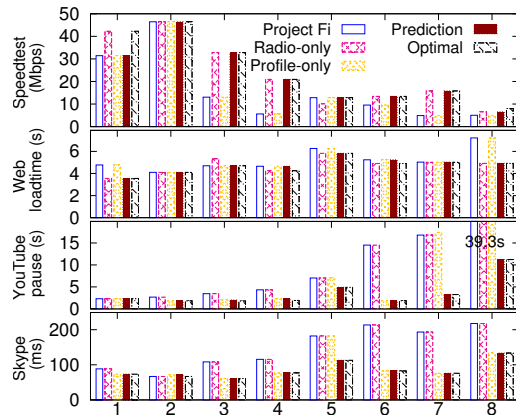 50
40
30
20
10
0
Speedtest
(Mbps)
Project Fi
Radio-only
Profile-only
Prediction
Optimal
6
4
2
0
Web
loadtime (s)
15
10
5
0
YouTube
pause (s)
39.3s
200
100
0
Skype
(ms)
1 2 3 4 5 6 7 8